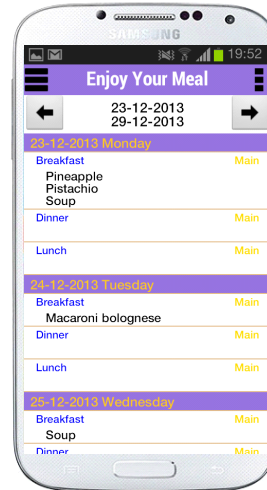 SAMSUNG
19:52
Enjoy Your Meal
23-12-2013
29-12-2013
23-12-2013 Monday
Breakfast Main
Pineapple
Pistachio
Soup
Dinner Main
Lunch Main
24-12-2013 Tuesday
Breakfast Main
Macaroni bolognese
Dinner Main
Lunch Main
25-12-2013 Wednesday
Breakfast Main
Soup
Dinner Main